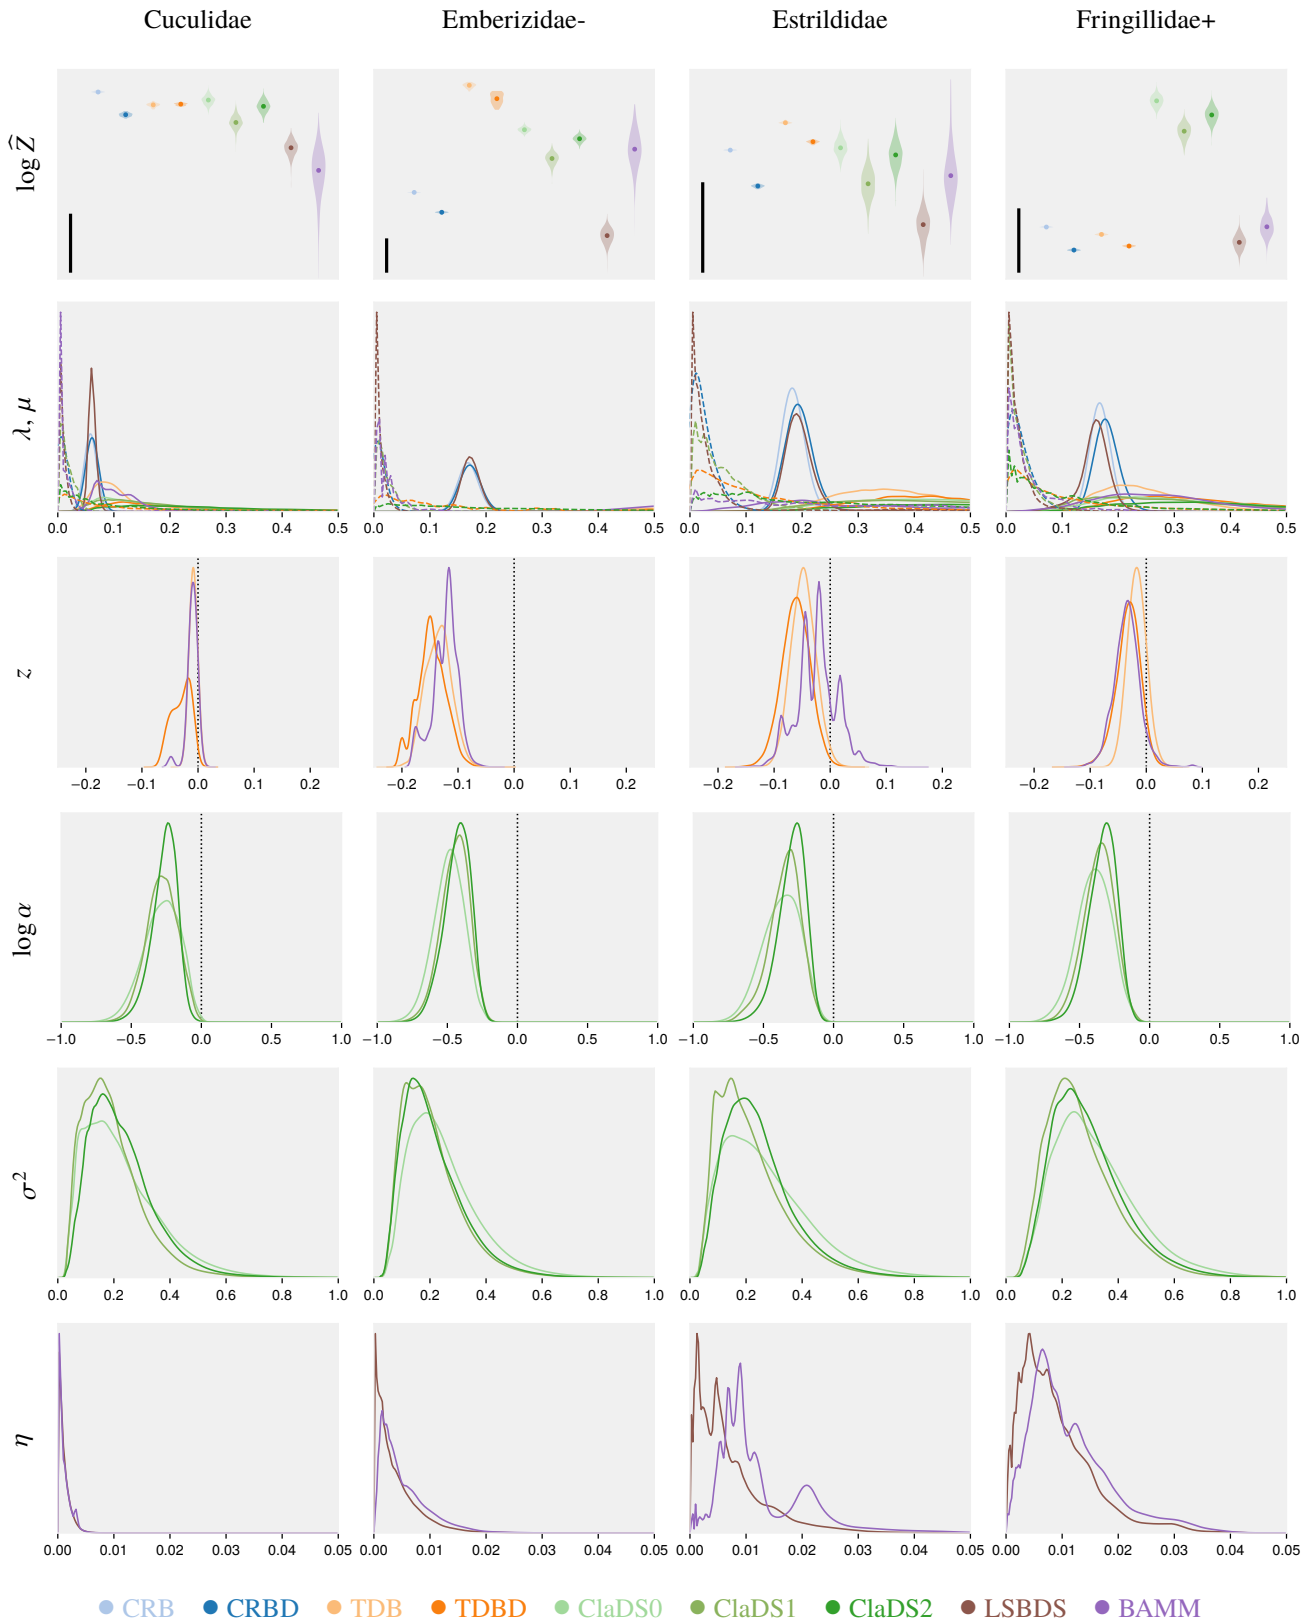 Cuculidae Emberizidae- Estrildidae Fringillidae+
log Ẑ
λ, μ
0.0 0.1 0.2 0.3 0.4 0.5 0.0 0.1 0.2 0.3 0.4 0.5 0.0 0.1 0.2 0.3 0.4 0.5 0.0 0.1 0.2 0.3 0.4 0.5
z
−0.2 −0.1 0.0 0.1 0.2 −0.2 −0.1 0.0 0.1 0.2 −0.2 −0.1 0.0 0.1 0.2 −0.2 −0.1 0.0 0.1 0.2
log α
−1.0 −0.5 0.0 0.5 1.0 −1.0 −0.5 0.0 0.5 1.0 −1.0 −0.5 0.0 0.5 1.0 −1.0 −0.5 0.0 0.5 1.0
σ²
0.0 0.2 0.4 0.6 0.8 1.0 0.0 0.2 0.4 0.6 0.8 1.0 0.0 0.2 0.4 0.6 0.8 1.0 0.0 0.2 0.4 0.6 0.8 1.0
η
0.00 0.01 0.02 0.03 0.04 0.05 0.00 0.01 0.02 0.03 0.04 0.05 0.00 0.01 0.02 0.03 0.04 0.05 0.00 0.01 0.02 0.03 0.04 0.05
CRB CRBD TDB TDBD ClaDS0 ClaDS1 ClaDS2 LSBDS BAMM